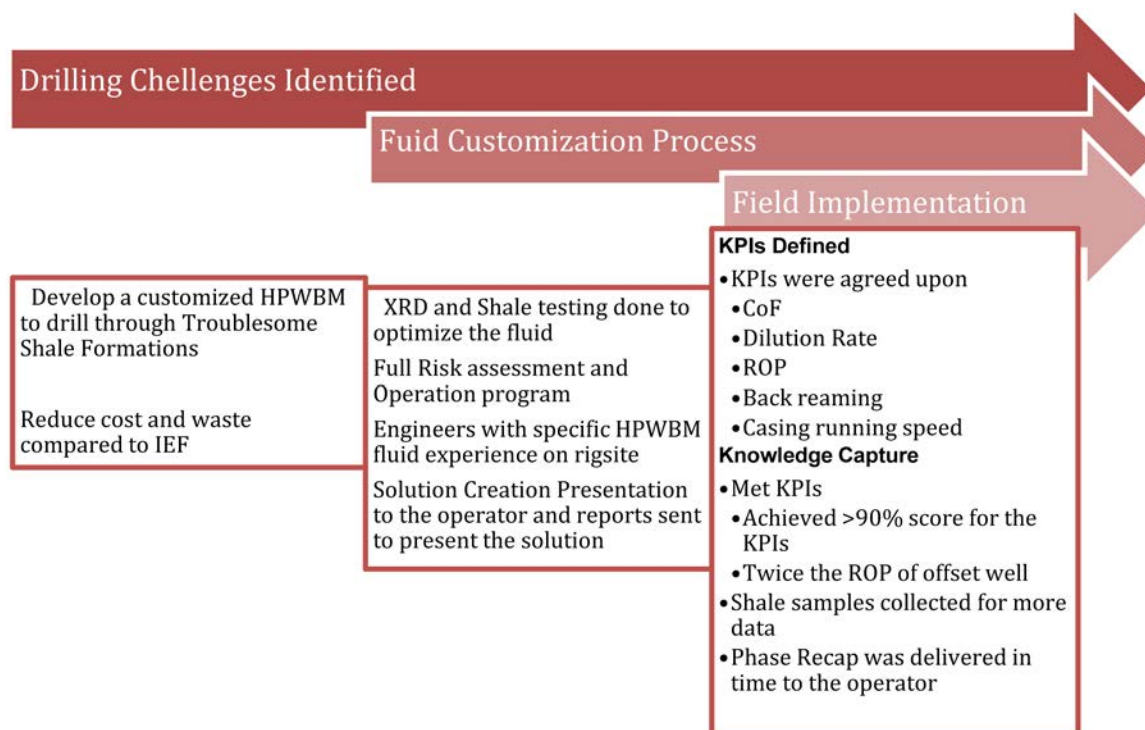 Drilling Chellenges Identified
Fuid Customization Process
Field Implementation
Develop a customized HPWBM
to drill through Troublesome
Shale Formations
Reduce cost and waste
compared to IEF
XRD and Shale testing done to
optimize the fluid
Full Risk assessment and
Operation program
Engineers with specific HPWBM
fluid experience on rigsite
Solution Creation Presentation
to the operator and reports sent
to present the solution
KPIs Defined
•KPIs were agreed upon
•CoF
•Dilution Rate
•ROP
•Back reaming
•Casing running speed
Knowledge Capture
•Met KPIs
•Achieved >90% score for the
KPIs
•Twice the ROP of offset well
•Shale samples collected for more
data
•Phase Recap was delivered in
time to the operator